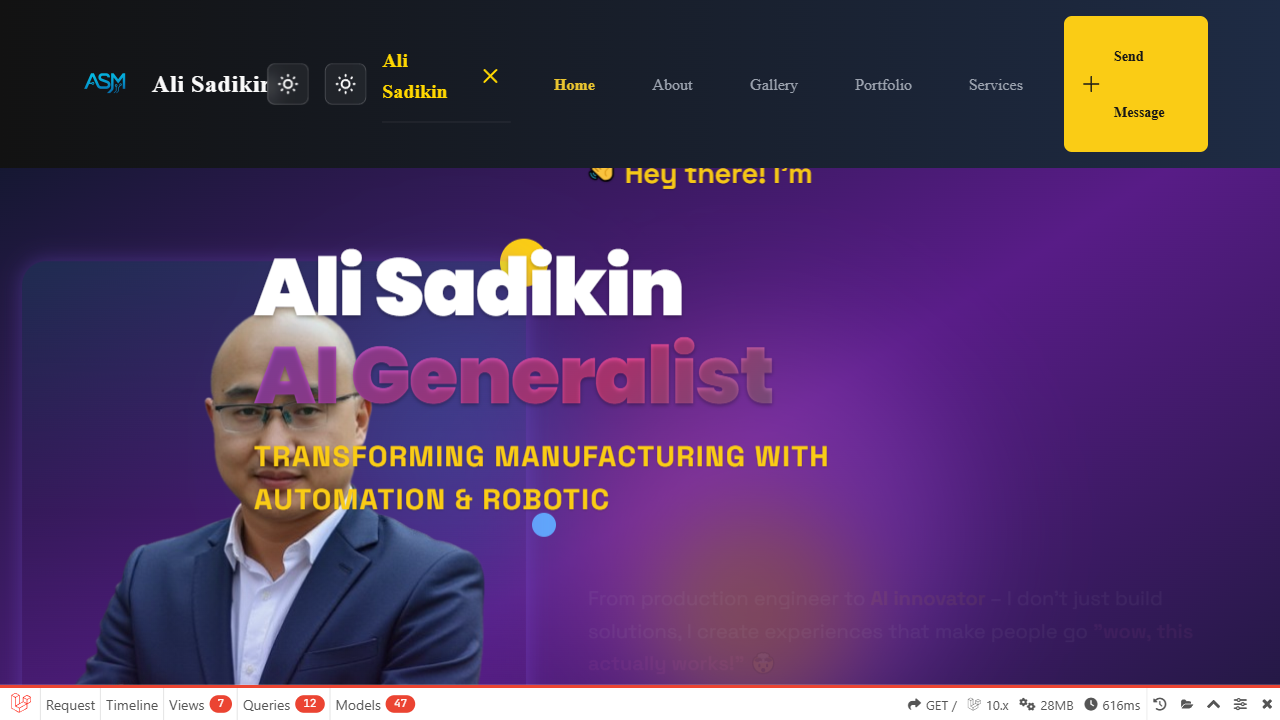 ASM
Ali Sadikin
Ali
Sadikin
Home
About
Gallery
Portfolio
Services
Send
Message
👋 Hey there! I'm
Ali Sadikin
AI Generalist
TRANSFORMING MANUFACTURING WITH
AUTOMATION & ROBOTIC
From production engineer to AI innovator – I don't just build
solutions, I create experiences that make people go "wow, this
actually works!" 🤯
Request
Timeline
Views 7
Queries 12
Models 47
GET /
10.x
28MB
616ms